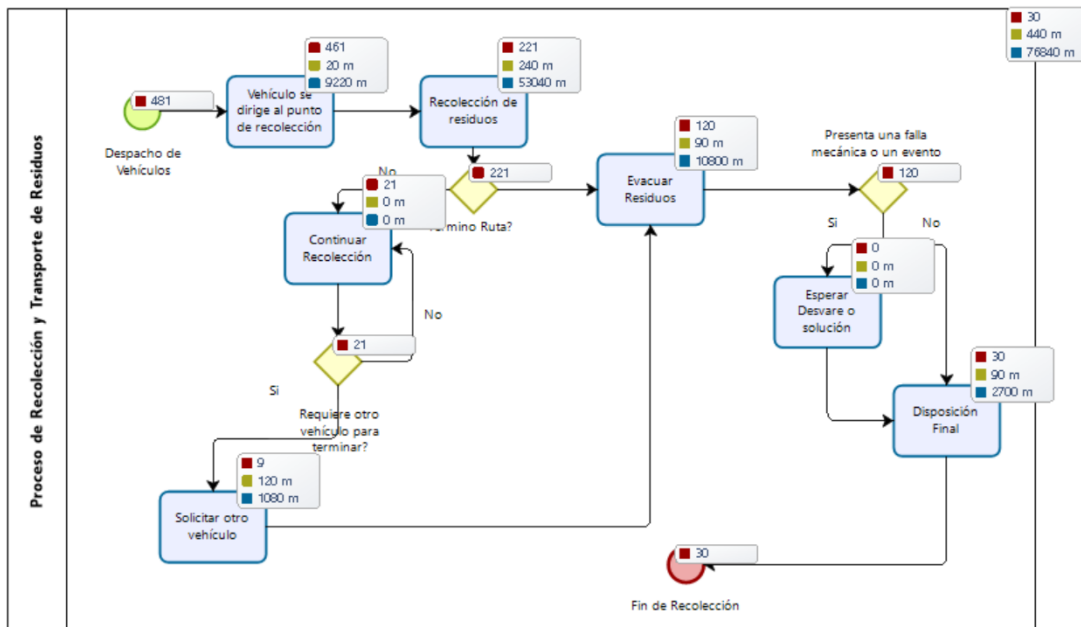 Proceso de Recolección y Transporte de Residuos
30
440 m
76840 m
481
Despacho de
Vehículos
461
20 m
9220 m
Vehículo se
dirige al punto
de recolección
221
240 m
53040 m
Recolección de
residuos
221
ermino Ruta?
No
21
0 m
0 m
Continuar
Recolección
No
21
Si
Requiere otro
vehículo para
terminar?
9
120 m
1080 m
Solicitar otro
vehículo
120
90 m
10800 m
Evacuar
Residuos
Presenta una falla
mecánica o un evento
120
Si
No
0
0 m
0 m
Esperar
Desvare o
solución
30
90 m
2700 m
Disposición
Final
30
Fin de Recolección